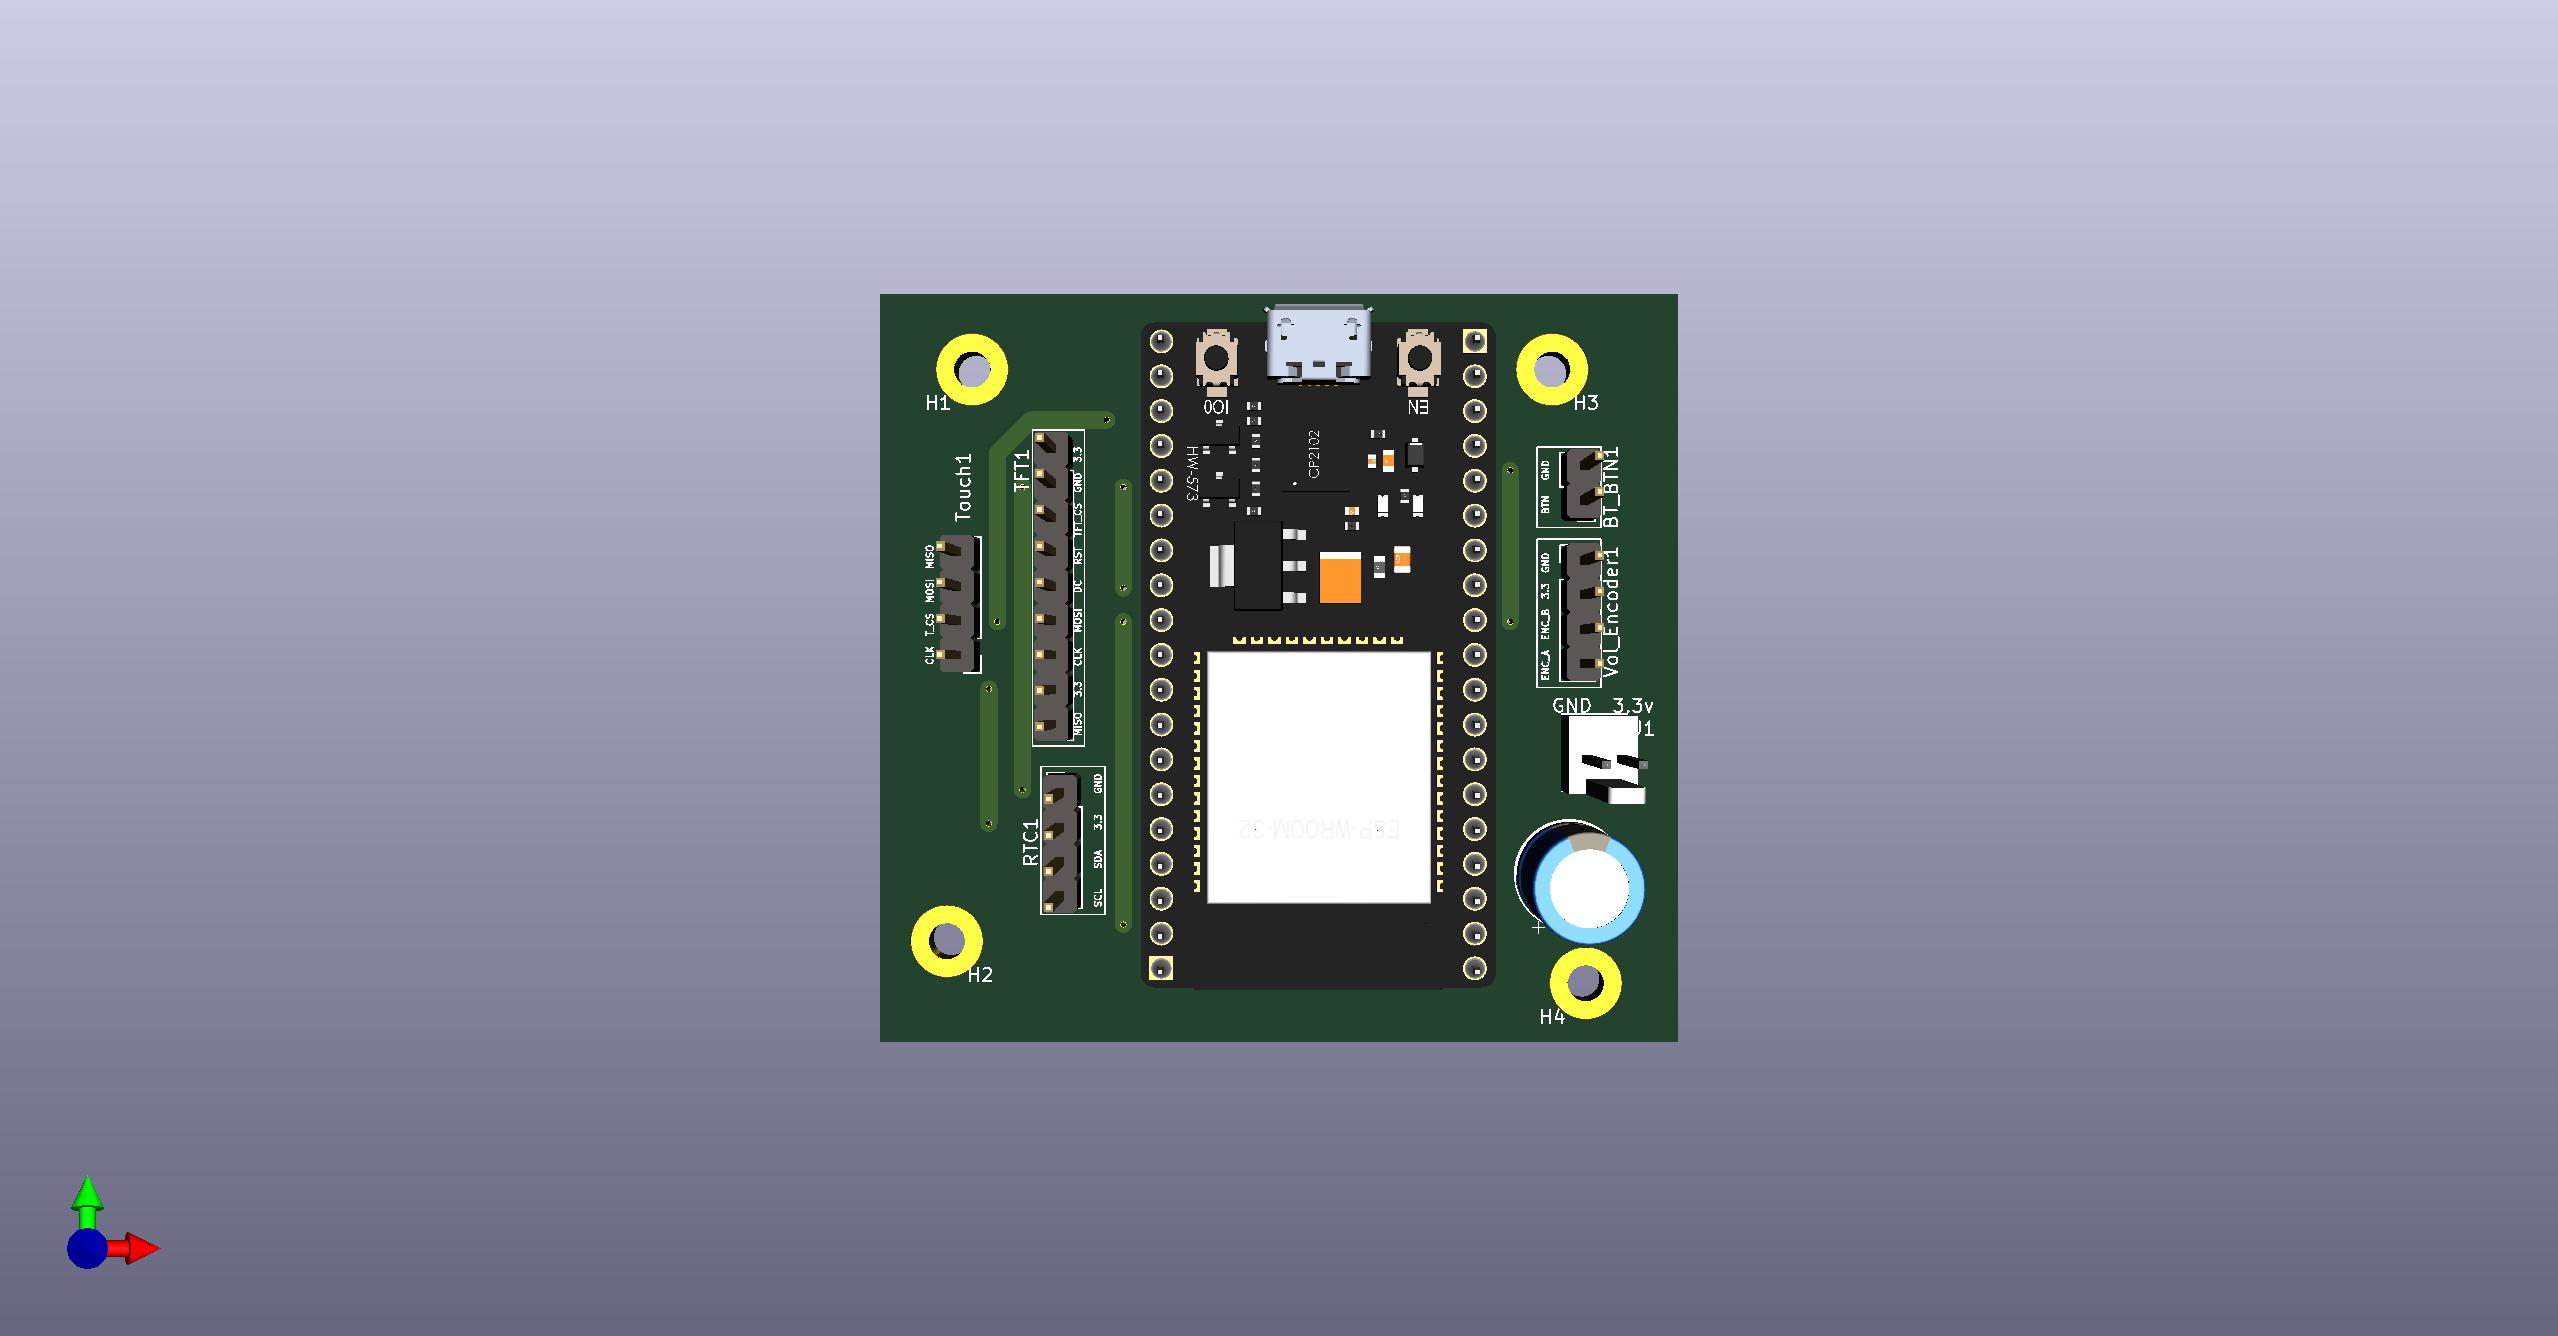 IO0
EN
H1
H3
HW-573
CP2102
Touch1
MISO
MOSI
T_CS
CLK
TFT1
3.3
GND
TFT_CS
RST
DC
MOSI
CLK
3.3
MISO
BT_BTN1
GND
BTN
Vol_Encoder1
GND
3.3
ENC_B
ENC_A
GND 3.3v
J1
RTC1
GND
3.3
SDA
SCL
ESP-WROOM-32
+
H2
H4